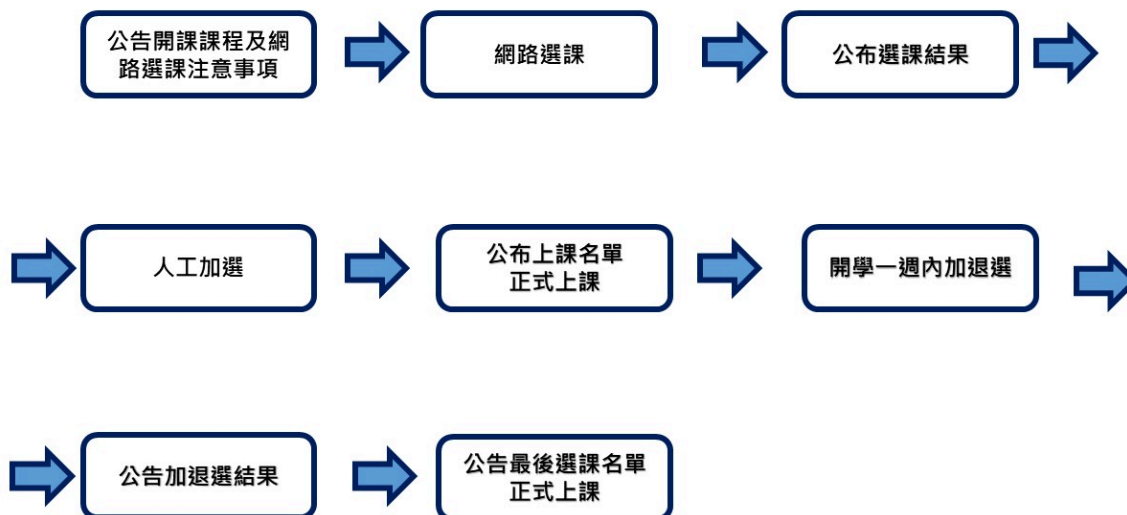 公告開課課程及網
路選課注意事項
網路選課
公布選課結果
人工加選
公布上課名單
正式上課
開學一週內加退選
公告加退選結果
公告最後選課名單
正式上課